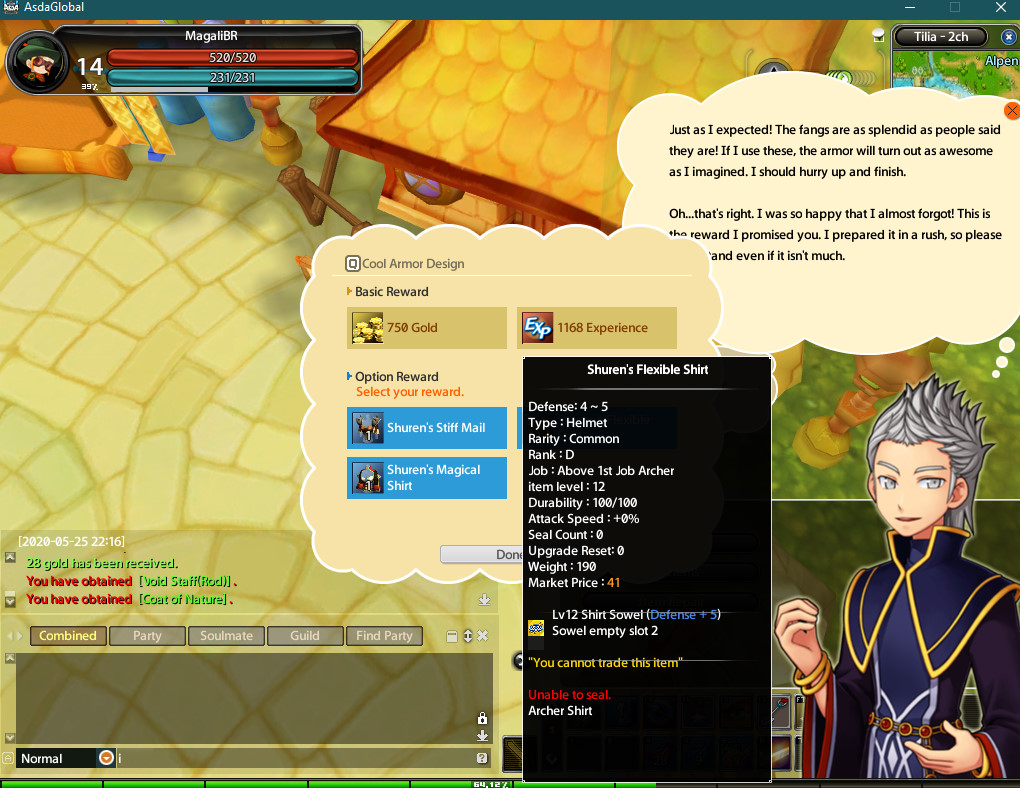 AsdaGlobal
MagaliBR
14
39%
520/520
231/231
Tilia - 2ch
Alpen
Just as I expected! The fangs are as splendid as people said
they are! If I use these, the armor will turn out as awesome
as I imagined. I should hurry up and finish.
Oh...that's right. I was so happy that I almost forgot! This is
the reward I promised you. I prepared it in a rush, so please
and even if it isn't much.
Q Cool Armor Design
Basic Reward
750 Gold
EXP 1168 Experience
Option Reward
Select your reward.
1 Shuren's Stiff Mail
1 Shuren's Magical
Shirt
Done
Shuren's Flexible Shirt
Defense: 4 ~ 5
Type : Helmet
Rarity : Common
Rank : D
Job : Above 1st Job Archer
item level : 12
Durability : 100/100
Attack Speed : +0%
Seal Count : 0
Upgrade Reset: 0
Weight : 190
Market Price : 41
Lv12 Shirt Sowel (Defense + 5)
Sowel empty slot 2
"You cannot trade this item"
Unable to seal.
Archer Shirt
[2020-05-25 22:16]
28 gold has been received.
You have obtained [Void Staff(Rod)] .
You have obtained [Coat of Nature] .
Combined Party Soulmate Guild Find Party
Normal i
64,12%